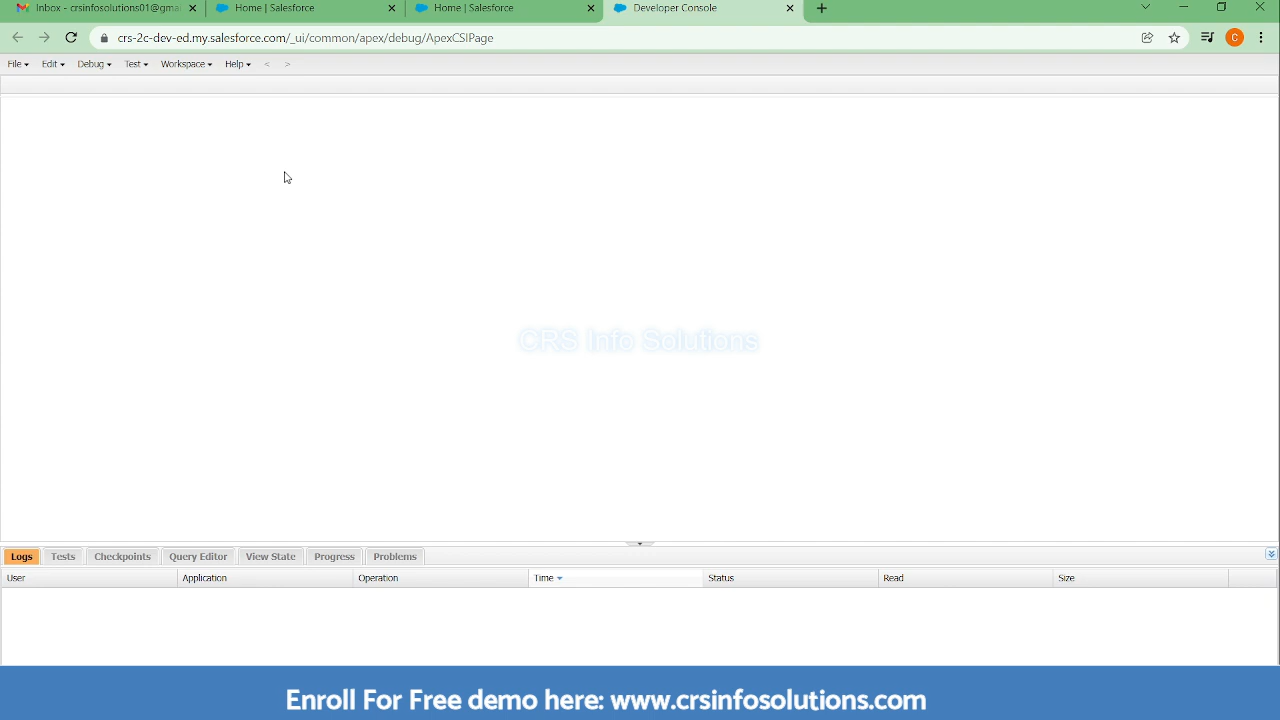 Inbox - crsinfosolutions01@gmai
Home | Salesforce
Home | Salesforce
Developer Console
crs-2c-dev-ed.my.salesforce.com/_ui/common/apex/debug/ApexCSIPage
C
File Edit Debug Test Workspace Help < >
CRS Info Solutions
Logs Tests Checkpoints Query Editor View State Progress Problems
User Application Operation Time Status Read Size
Enroll For Free demo here: www.crsinfosolutions.com